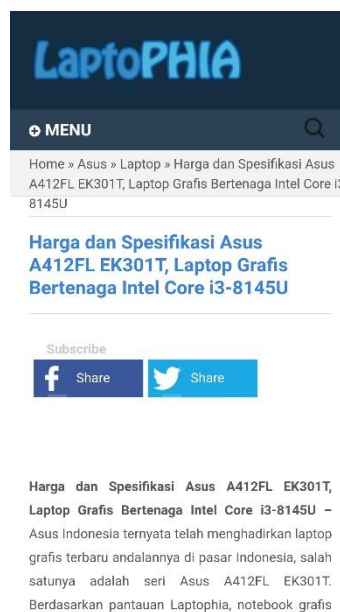 LaptoPHIA
MENU
Home » Asus » Laptop » Harga dan Spesifikasi Asus
A412FL EK301T, Laptop Grafis Bertenaga Intel Core i3-
8145U
Harga dan Spesifikasi Asus
A412FL EK301T, Laptop Grafis
Bertenaga Intel Core i3-8145U
Subscribe
f Share
Share
Harga dan Spesifikasi Asus A412FL EK301T,
Laptop Grafis Bertenaga Intel Core i3-8145U –
Asus Indonesia ternyata telah menghadirkan laptop
grafis terbaru andalannya di pasar Indonesia, salah
satunya adalah seri Asus A412FL EK301T.
Berdasarkan pantauan Laptophia, notebook grafis